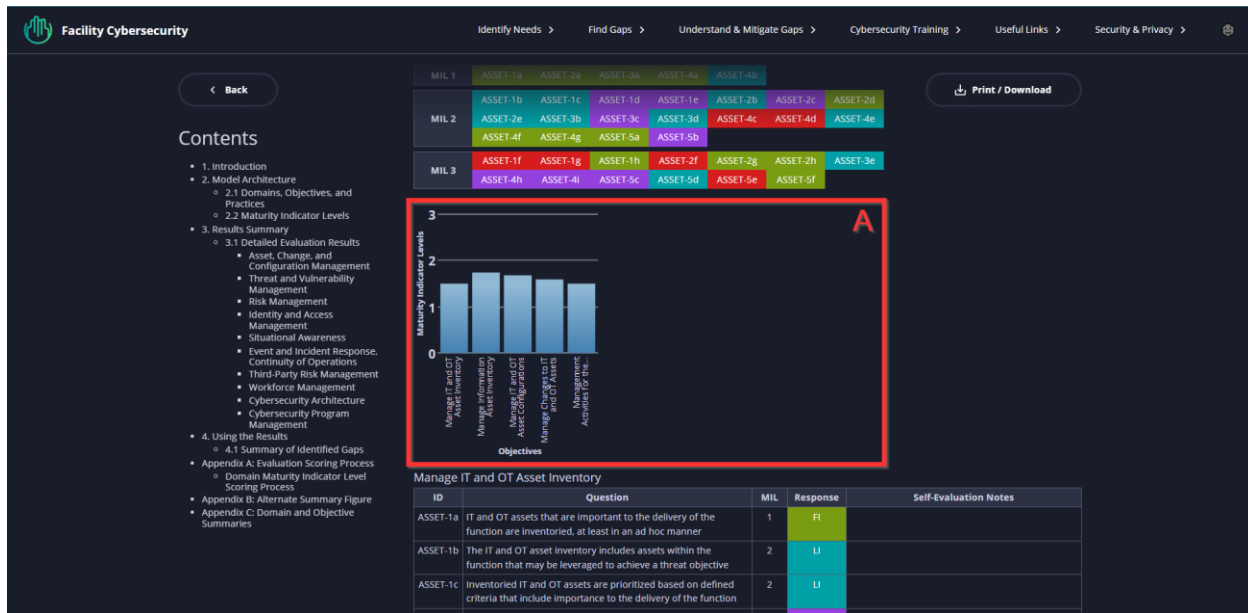 Facility Cybersecurity
Identify Needs >
Find Gaps >
Understand & Mitigate Gaps >
Cybersecurity Training >
Useful Links >
Security & Privacy >
< Back
Print / Download
Contents
• 1. Introduction
• 2. Model Architecture
◦ 2.1 Domains, Objectives, and
Practices
◦ 2.2 Maturity Indicator Levels
• 3. Results Summary
◦ 3.1 Detailed Evaluation Results
▪ Asset, Change, and
Configuration Management
▪ Threat and Vulnerability
Management
▪ Risk Management
▪ Identity and Access
Management
▪ Situational Awareness
▪ Event and Incident Response,
Continuity of Operations
▪ Third-Party Risk Management
▪ Workforce Management
▪ Cybersecurity Architecture
▪ Cybersecurity Program
Management
• 4. Using the Results
◦ 4.1 Summary of Identified Gaps
• Appendix A: Evaluation Scoring Process
◦ Domain Maturity Indicator Level
Scoring Process
• Appendix B: Alternate Summary Figure
• Appendix C: Domain and Objective
Summaries
MIL 1 ASSET-1a ASSET-2a ASSET-3a ASSET-4a ASSET-4b
MIL 2
ASSET-1b ASSET-1c ASSET-1d ASSET-1e ASSET-2b ASSET-2c ASSET-2d
ASSET-2e ASSET-3b ASSET-3c ASSET-3d ASSET-4c ASSET-4d ASSET-4e
ASSET-4f ASSET-4g ASSET-5a ASSET-5b
MIL 3
ASSET-1f ASSET-1g ASSET-1h ASSET-2f ASSET-2g ASSET-2h ASSET-3e
ASSET-4h ASSET-4i ASSET-5c ASSET-5d ASSET-5e ASSET-5f
A
Maturity Indicator Levels
3
2
1
0
Manage IT and OT
Asset Inventory
Manage Information
Asset Inventory
Manage IT and OT
Asset Configurations
Manage Changes to IT
and OT Assets
Management
Activities for the...
Objectives
Manage IT and OT Asset Inventory
ID Question MIL Response Self-Evaluation Notes
ASSET-1a IT and OT assets that are important to the delivery of the 1 FI
function are inventoried, at least in an ad hoc manner
ASSET-1b The IT and OT asset inventory includes assets within the 2 LI
function that may be leveraged to achieve a threat objective
ASSET-1c Inventoried IT and OT assets are prioritized based on defined 2 LI
criteria that include importance to the delivery of the function